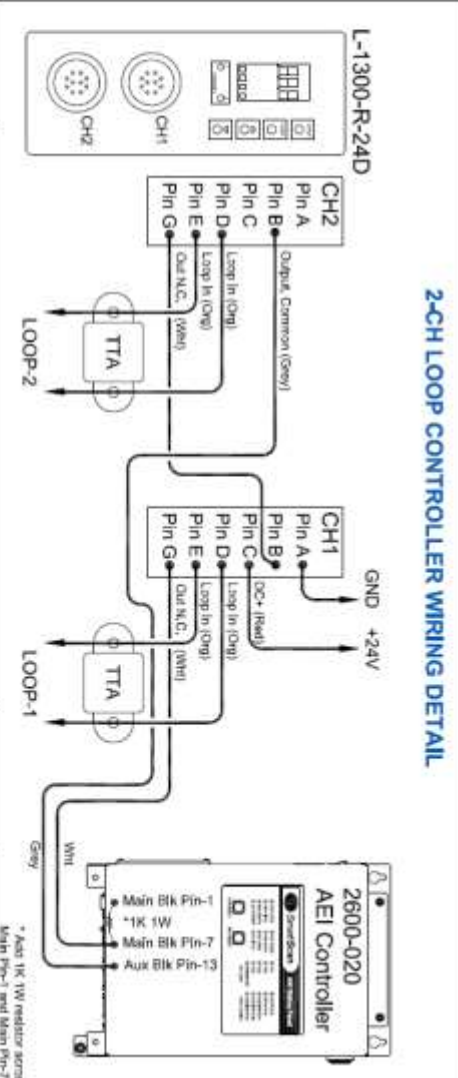 2-CH LOOP CONTROLLER WIRING DETAIL
L-1300-R-24D
CH1
CH2
CH2
Pin A
Pin B
Pin C
Pin D
Pin E
Pin G
Output, Common (Grey)
Loop In (Org)
Loop In (Org)
Out N.C. (Wht)
TTA
LOOP-2
CH1
Pin A
Pin B
Pin C
Pin D
Pin E
Pin G
GND
+24V
DC+ (Red)
Loop In (Org)
Loop In (Org)
Out N.C. (Wht)
TTA
LOOP-1
Wht
Grey
2600-020
AEI Controller
SmartScan
Main Blk Pin-1
*1K 1W
Main Blk Pin-7
Aux Blk Pin-13
* Add 1K 1W resistor
Main Pin-1 and Main Pin-7